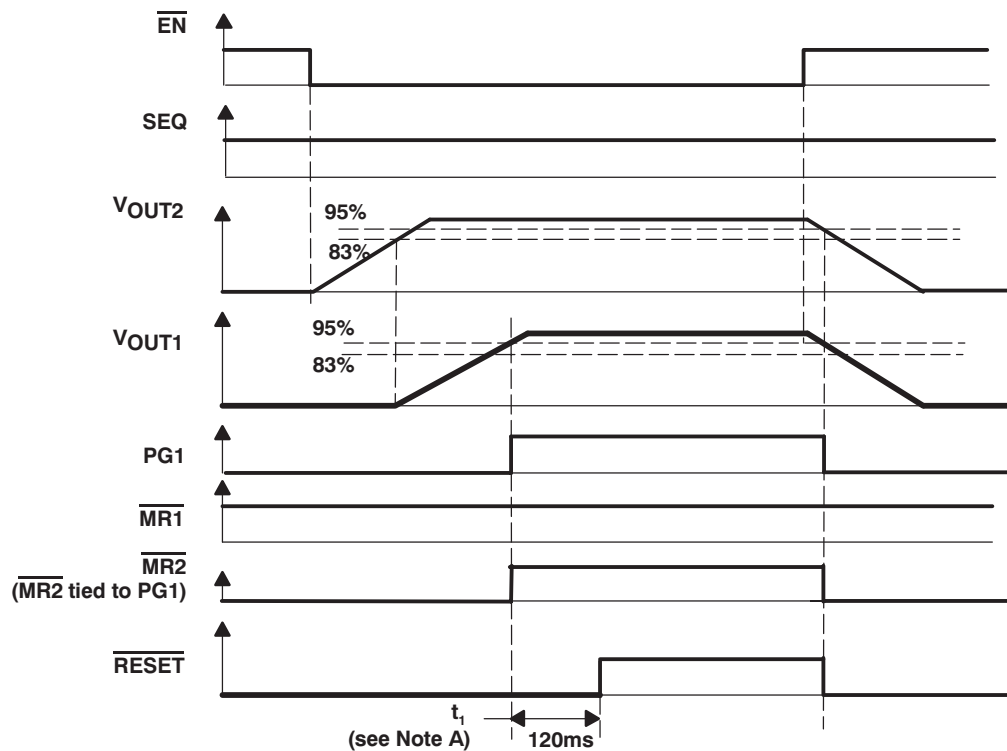 EN
SEQ
VOUT2
95%
83%
VOUT1
95%
83%
PG1
MR1
MR2
(MR2 tied to PG1)
RESET
t1
(see Note A)
120ms